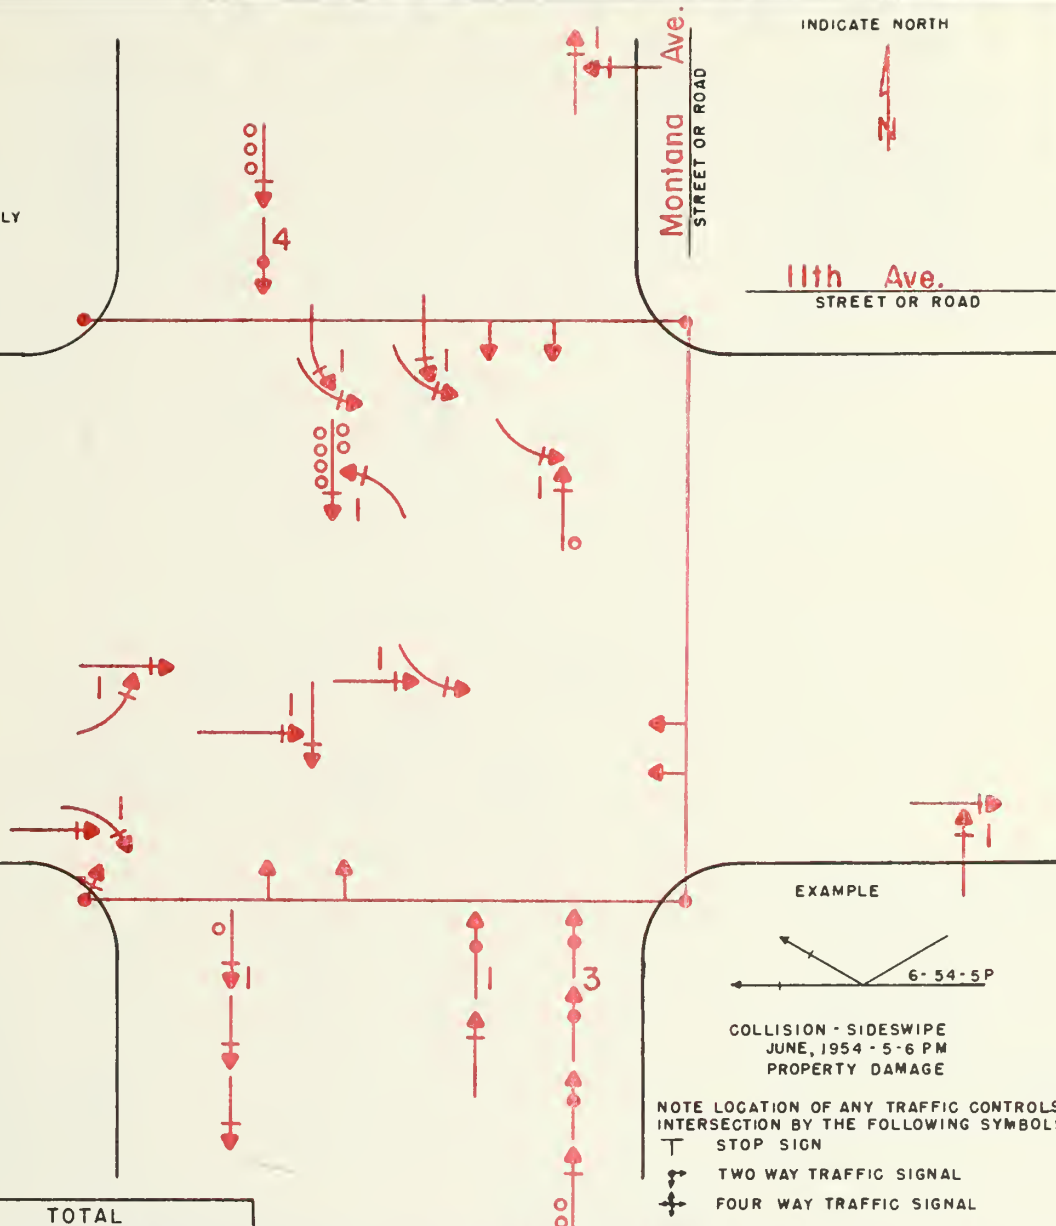 INDICATE NORTH
N
Montana Ave.
STREET OR ROAD
11th Ave.
STREET OR ROAD
LY
1
4
1
1
1
1
1
1
1
1
1
EXAMPLE
6-54-5P
1
1
3
COLLISION - SIDESWIPE
JUNE, 1954 - 5-6 PM
PROPERTY DAMAGE
NOTE LOCATION OF ANY TRAFFIC CONTROLS
INTERSECTION BY THE FOLLOWING SYMBOLS
STOP SIGN
TWO WAY TRAFFIC SIGNAL
FOUR WAY TRAFFIC SIGNAL
TOTAL